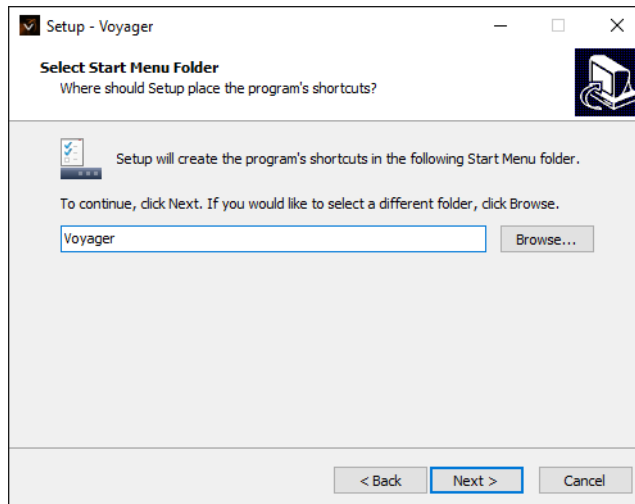 Setup - Voyager
Select Start Menu Folder
Where should Setup place the program's shortcuts?
Setup will create the program's shortcuts in the following Start Menu folder.
To continue, click Next. If you would like to select a different folder, click Browse.
Voyager
Browse...
< Back
Next >
Cancel